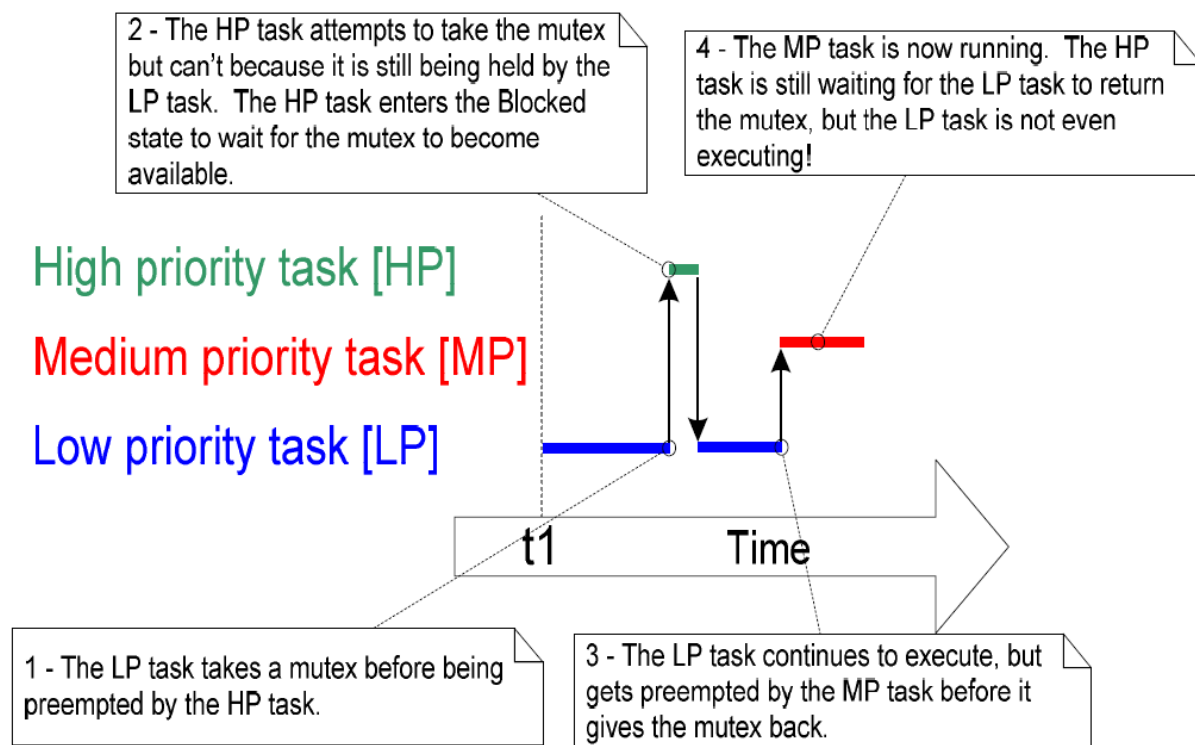 2 - The HP task attempts to take the mutex
but can't because it is still being held by the
LP task.  The HP task enters the Blocked
state to wait for the mutex to become
available.
4 - The MP task is now running.  The HP
task is still waiting for the LP task to return
the mutex, but the LP task is not even
executing!
High priority task [HP]
Medium priority task [MP]
Low priority task [LP]
t1
Time
1 - The LP task takes a mutex before being
preempted by the HP task.
3 - The LP task continues to execute, but
gets preempted by the MP task before it
gives the mutex back.